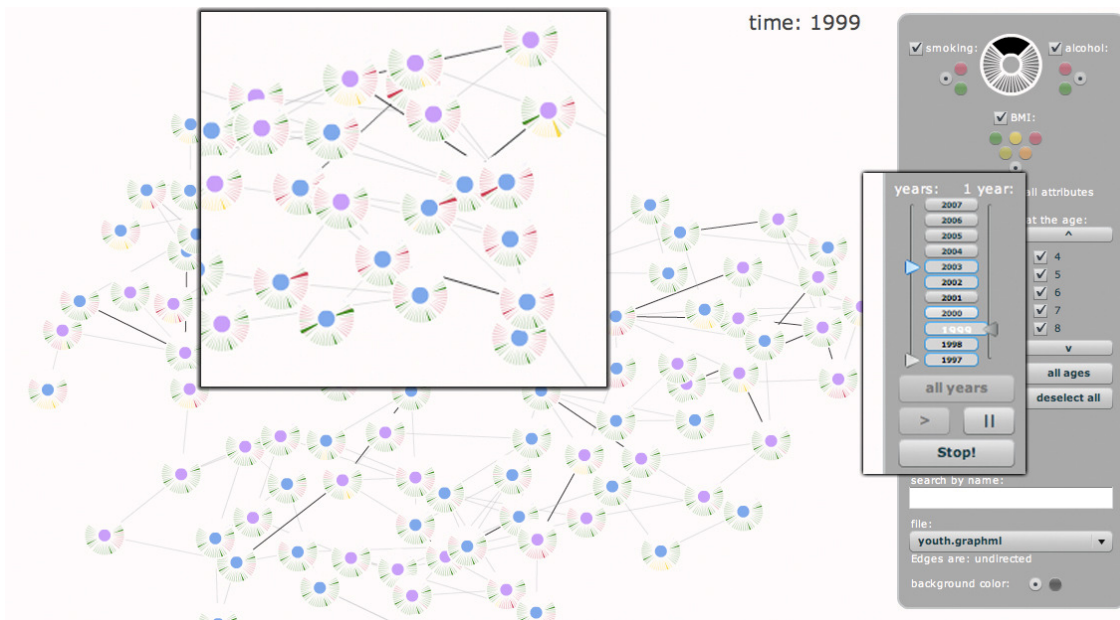 time: 1999
smoking:
alcohol:
BMI:
all attributes
at the age:
^
4
5
6
7
8
v
all ages
deselect all
years: 1 year:
2007
2006
2005
2004
2003
2002
2001
2000
1999
1998
1997
all years
> ||
Stop!
search by name:
file:
youth.graphml
Edges are: undirected
background color: